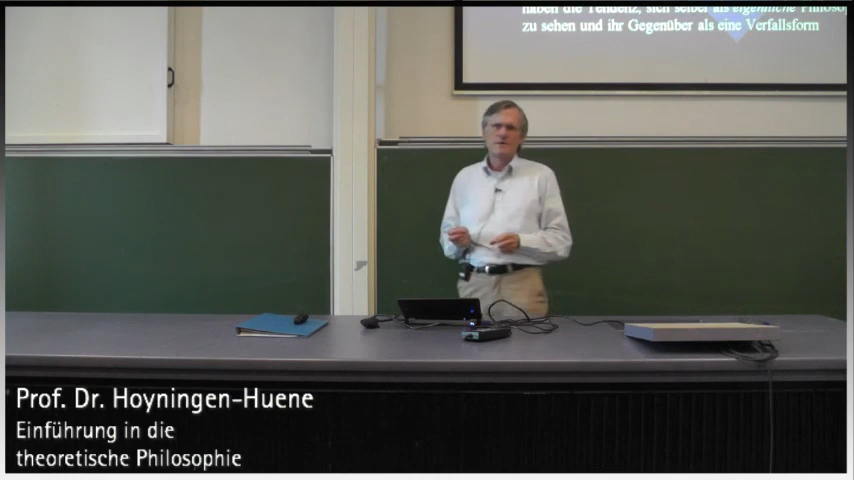 haben die Tendenz, sich selber als eigentliche
zu sehen und ihr Gegenüber als eine Verfallsform
Prof. Dr. Hoyningen-Huene
Einführung in die
theoretische Philosophie